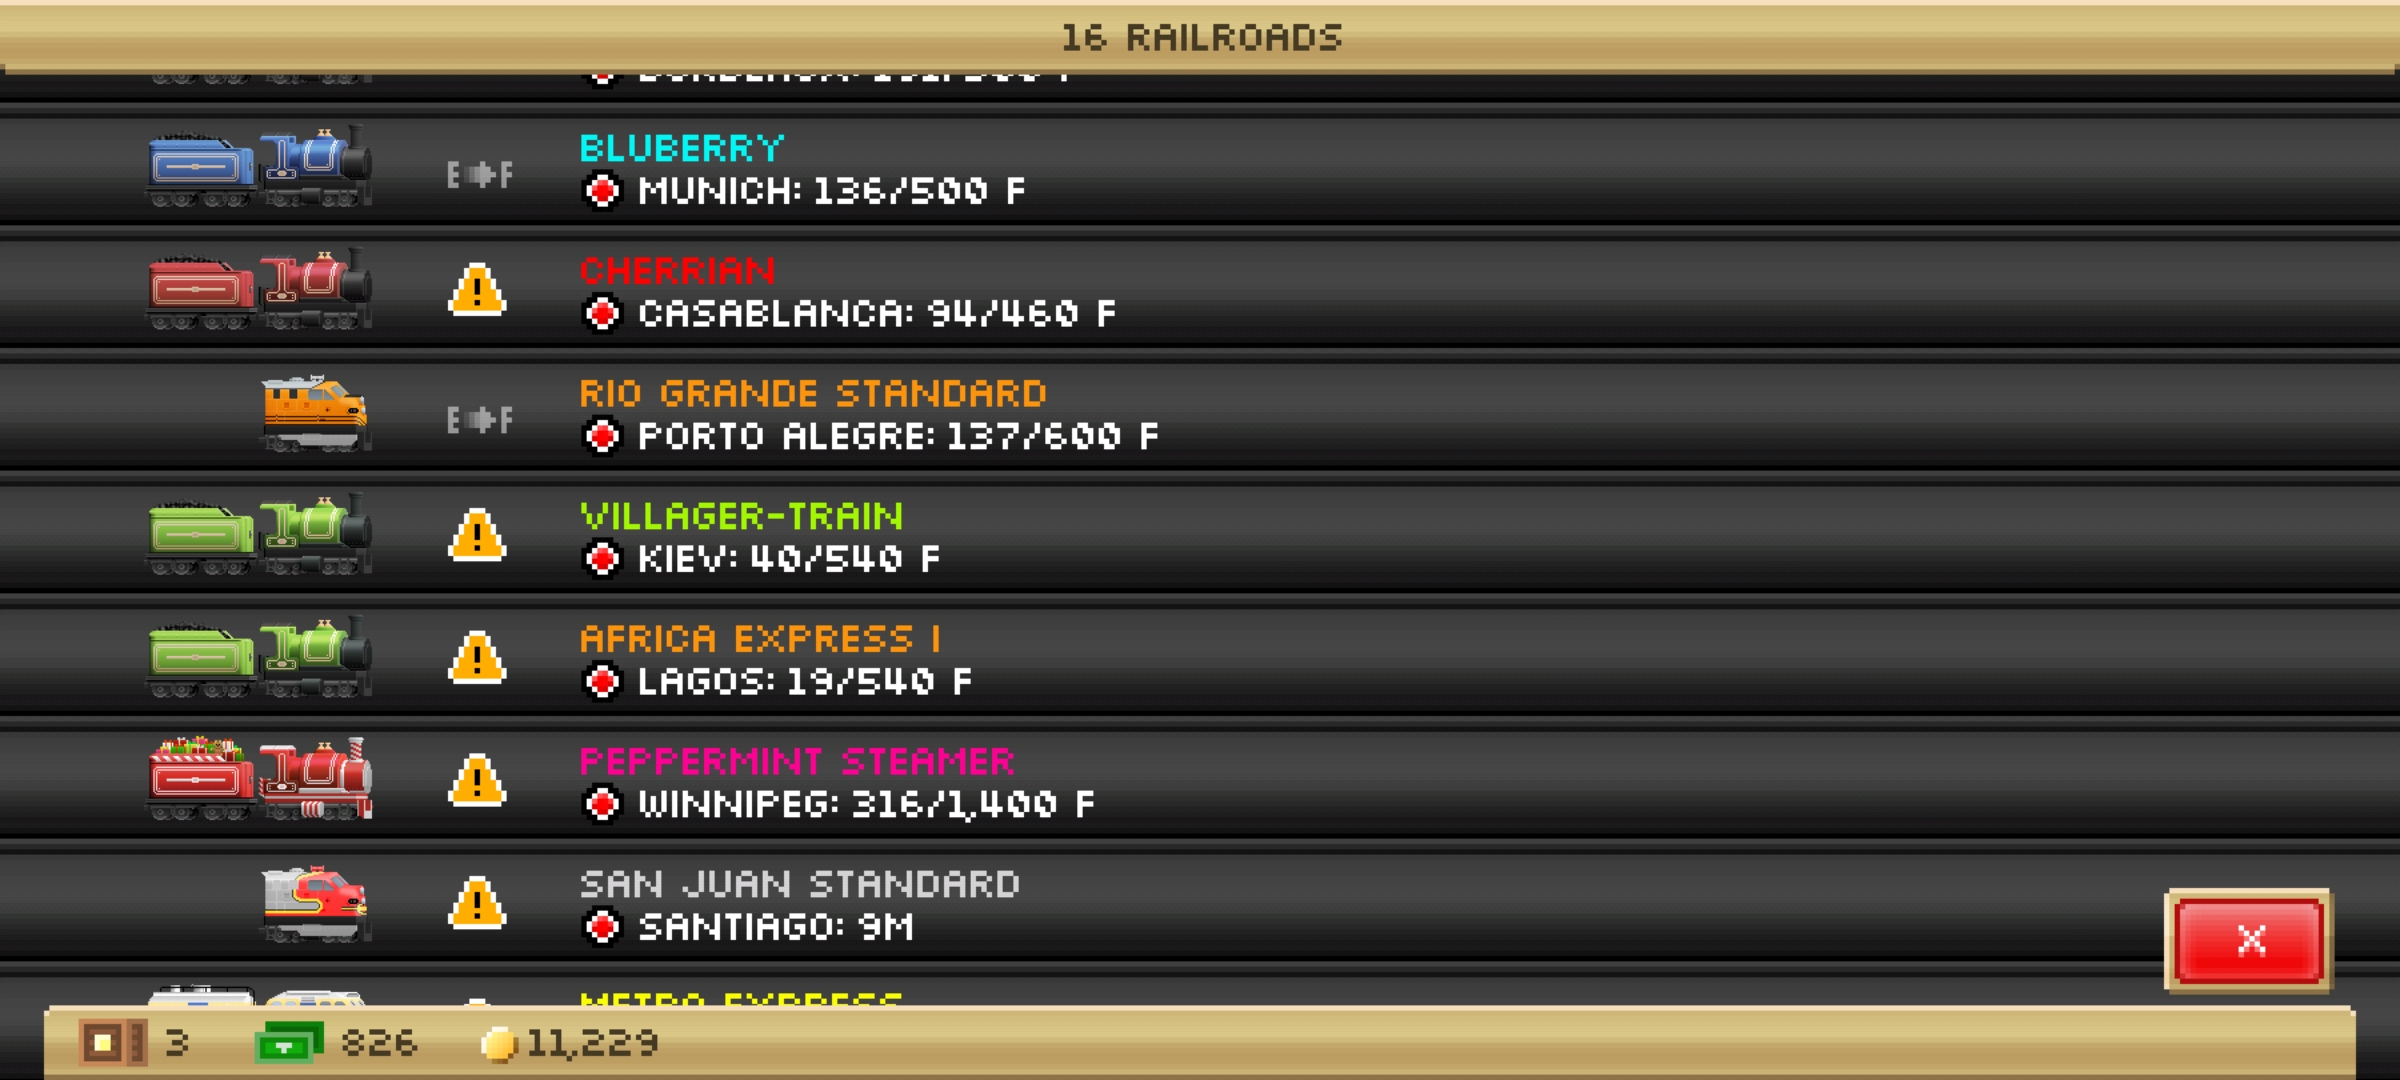 16 RAILROADS
BLUBERRY
E F
MUNICH: 136/500 F
CHERRIAN
CASABLANCA: 94/460 F
RIO GRANDE STANDARD
E F
PORTO ALEGRE: 137/600 F
VILLAGER-TRAIN
KIEV: 40/540 F
AFRICA EXPRESS I
LAGOS: 19/540 F
PEPPERMINT STEAMER
WINNIPEG: 316/1,400 F
SAN JUAN STANDARD
SANTIAGO: 9M
METRO EXPRESS
X
3 826 11,229